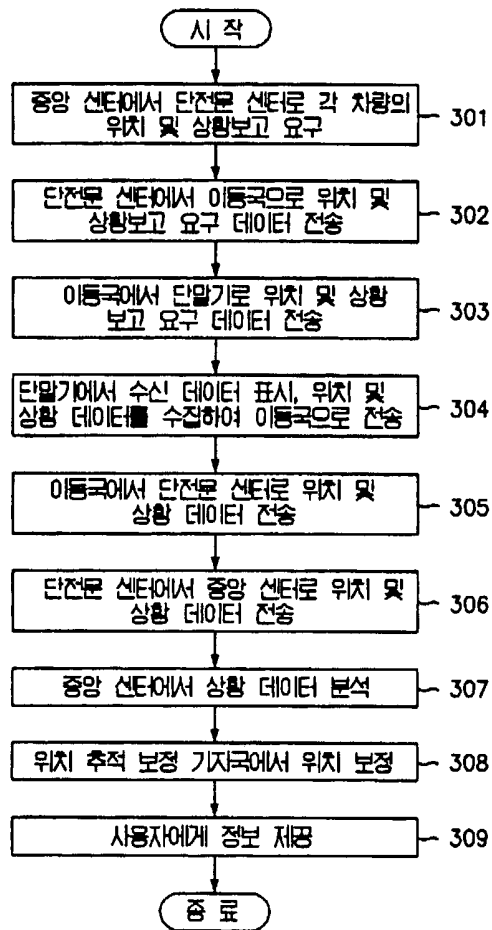 시 작
중앙 센터에서 단전문 센터로 각 차량의
위치 및 상황보고 요구
301
단전문 센터에서 이동국으로 위치 및
상황보고 요구 데이터 전송
302
이동국에서 단말기로 위치 및 상황
보고 요구 데이터 전송
303
단말기에서 수신 데이터 표시, 위치 및
상황 데이터를 수집하여 이동국으로 전송
304
이동국에서 단전문 센터로 위치 및
상황 데이터 전송
305
단전문 센터에서 중앙 센터로 위치 및
상황 데이터 전송
306
중앙 센터에서 상황 데이터 분석
307
위치 추적 보정 기지국에서 위치 보정
308
사용자에게 정보 제공
309
종 료